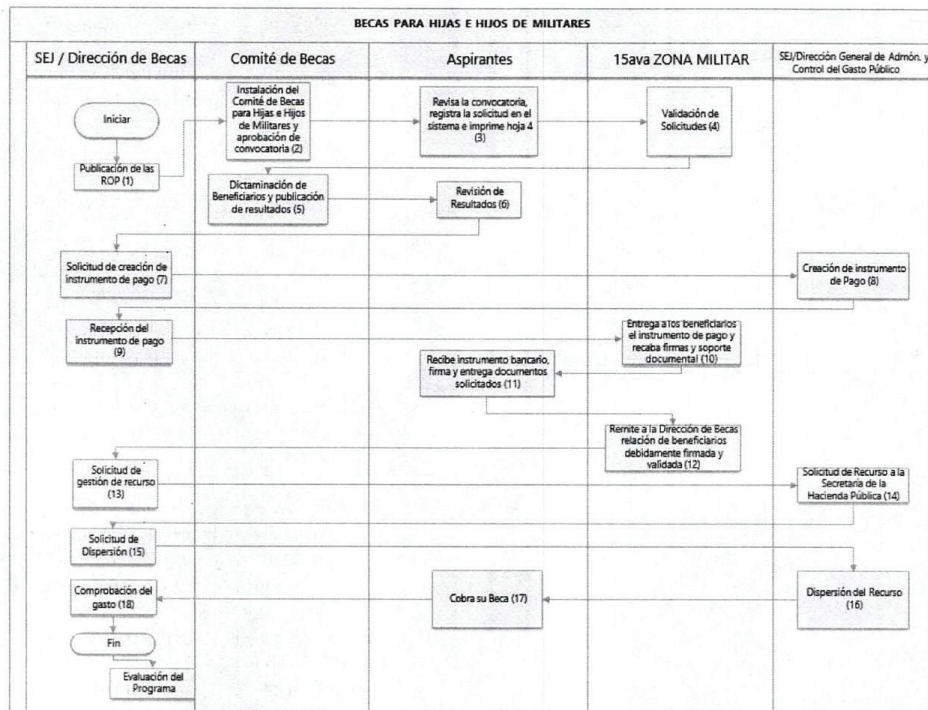 BECAS PARA HIJAS E HIJOS DE MILITARES
SEJ / Dirección de Becas
Comité de Becas
Aspirantes
15ava ZONA MILITAR
SEJ/Dirección General de Admón. y
Control del Gasto Público
Iniciar
Publicación de las
ROP (1)
Instalación del
Comité de Becas
para Hijas e Hijos
de Militares y
aprobación de
convocatoria (2)
Revisa la convocatoria,
registra la solicitud en el
sistema e imprime hoja 4
(3)
Validación de
Solicitudes (4)
Dictaminación de
Beneficiarios y publicación
de resultados (5)
Revisión de
Resultados (6)
Solicitud de creación de
instrumento de pago (7)
Creación de instrumento
de Pago (8)
Recepción del
instrumento de pago
(9)
Entrega a los beneficiarios
el instrumento de pago y
recaba firmas y soporte
documental (10)
Recibe instrumento bancario,
firma y entrega documentos
solicitados (11)
Remite a la Dirección de Becas
relación de beneficiarios
debidamente firmada y
validada (12)
Solicitud de
gestión de recurso
(13)
Solicitud de Recurso a la
Secretaría de la
Hacienda Pública (14)
Solicitud de
Dispersión (15)
Dispersión del Recurso
(16)
Cobra su Beca (17)
Comprobación del
gasto (18)
Fin
Evaluación del
Programa